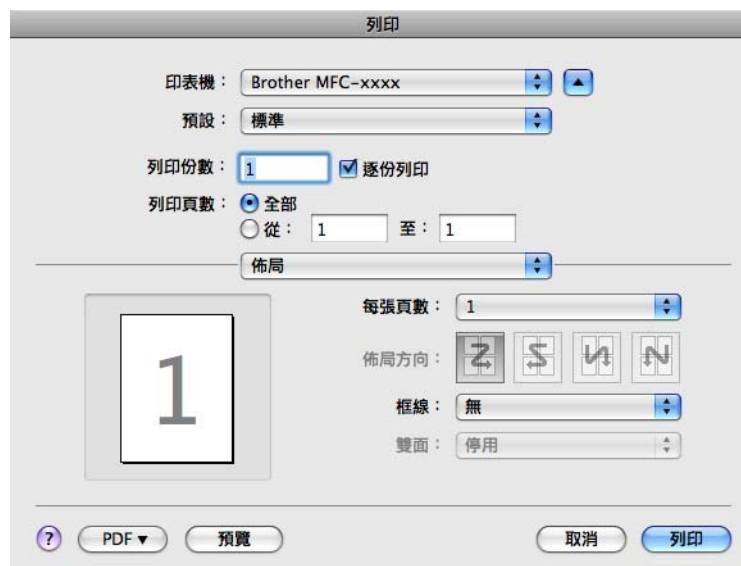 列印
印表機： Brother MFC-xxxx
預設： 標準
列印份數： 1 逐份列印
列印頁數： 全部
從： 1 至： 1
佈局
每張頁數： 1
佈局方向：
1
框線： 無
雙面： 停用
? PDF▼ 預覽 取消 列印